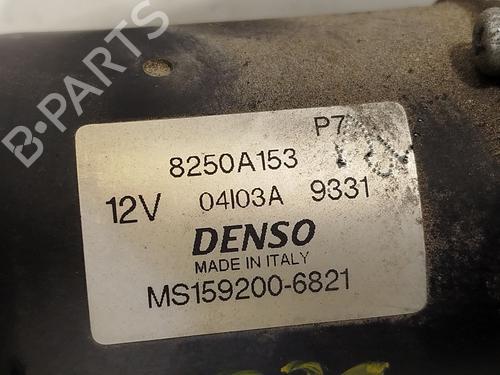 B-PARTS
P7
8250A153
12V 04I03A 9331
DENSO
MADE IN ITALY
MS159200-6821